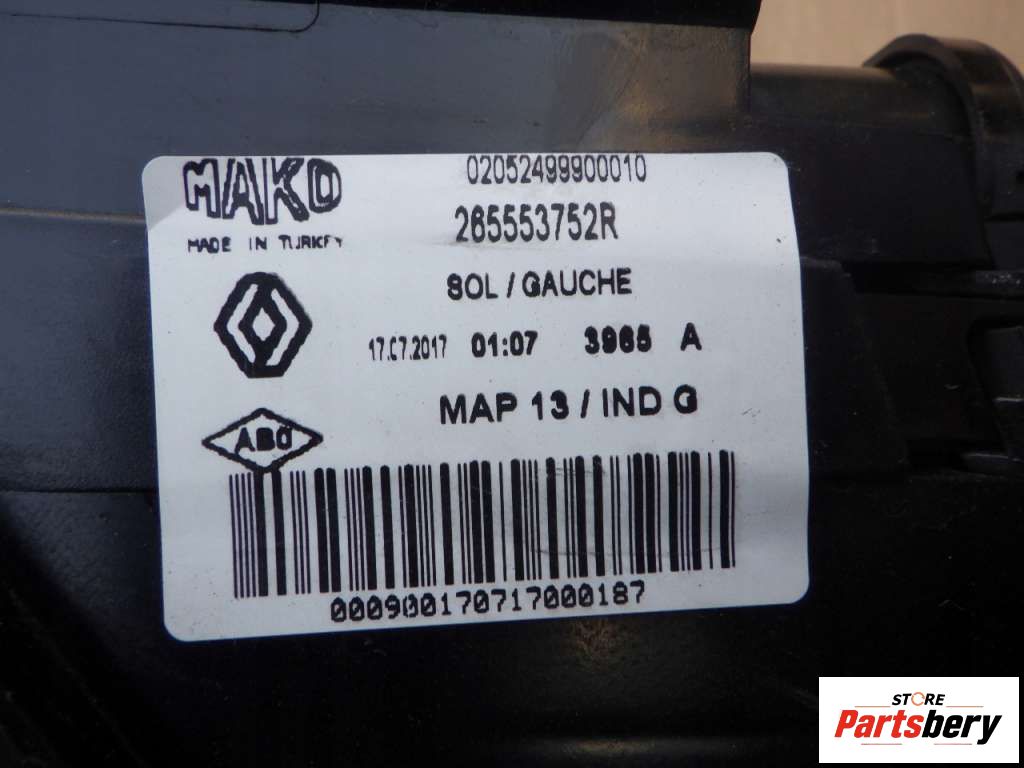 MAKO
MADE IN TURKEY
02052499900010
265553752R
SOL / GAUCHE
17.07.2017 01:07 3965 A
MAP 13 / IND G
ABC
000900170717000187
STORE
Partsbery